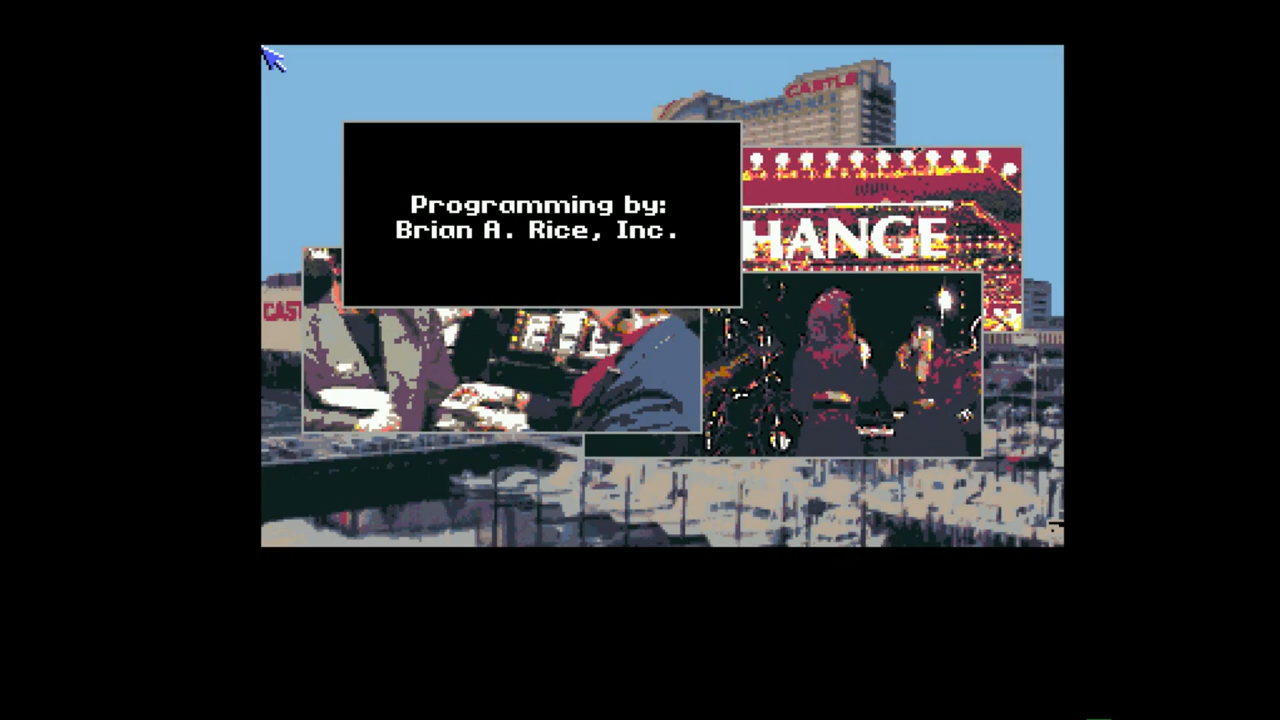 CASTLE
Programming by:
Brian A. Rice, Inc.
HANGE
CAST